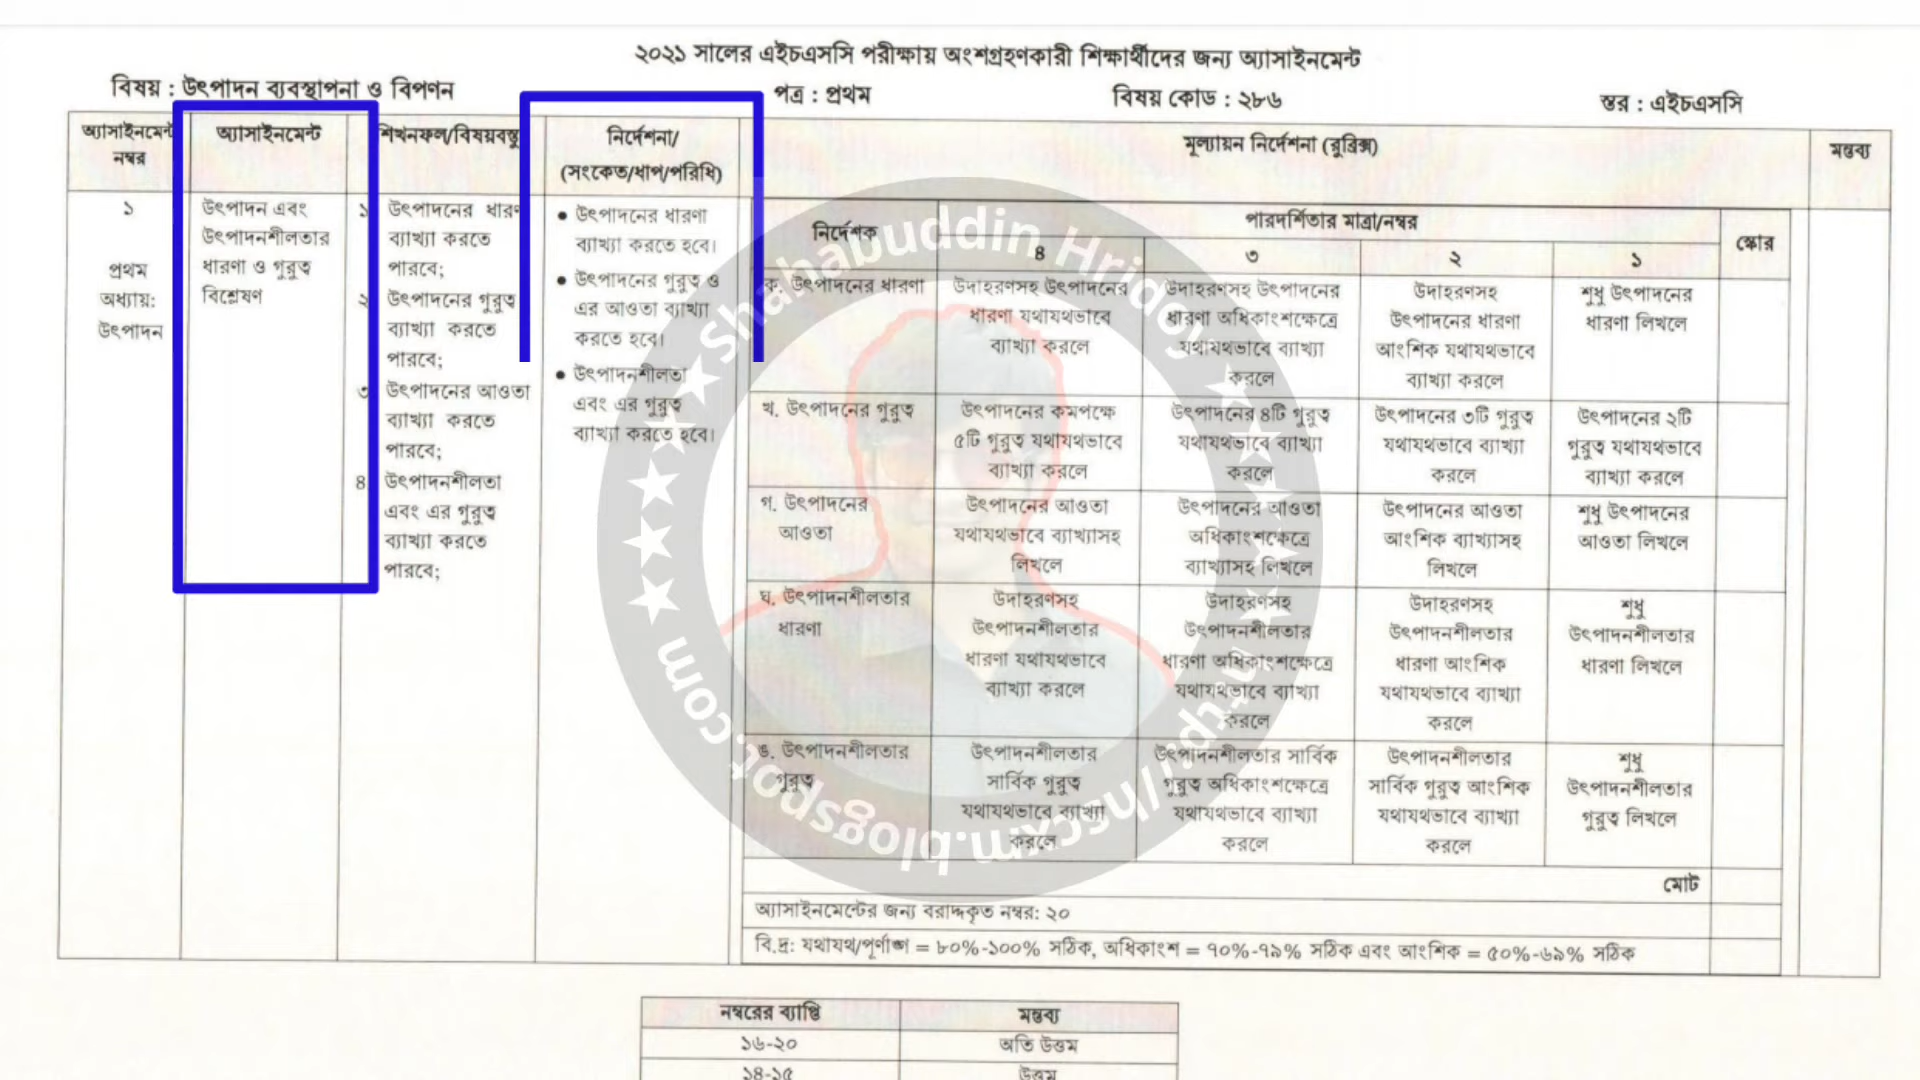 ২০২১ সালের এইচএসসি পরীক্ষায় অংশগ্রহণকারী শিক্ষার্থীদের জন্য অ্যাসাইনমেন্ট
বিষয় : উৎপাদন ব্যবস্থাপনা ও বিপণন
পত্র : প্রথম
বিষয় কোড : ২৮৬
স্তর : এইচএসসি
অ্যাসাইনমেন্ট
নম্বর
অ্যাসাইনমেন্ট
শিখনফল/বিষয়বস্তু
নির্দেশনা/
(সংকেত/ধাপ/পরিধি)
মূল্যায়ন নির্দেশনা (রুব্রিক্স)
মন্তব্য
১
প্রথম
অধ্যায়:
উৎপাদন
উৎপাদন এবং
উৎপাদনশীলতার
ধারণা ও গুরুত্ব
বিশ্লেষণ
১ উৎপাদনের ধারণা
ব্যাখ্যা করতে
পারবে;
২ উৎপাদনের গুরুত্ব
ব্যাখ্যা করতে
পারবে;
৩ উৎপাদনের আওতা
ব্যাখ্যা করতে
পারবে;
৪ উৎপাদনশীলতা
এবং এর গুরুত্ব
ব্যাখ্যা করতে
পারবে;
• উৎপাদনের ধারণা
ব্যাখ্যা করতে হবে।
• উৎপাদনের গুরুত্ব ও
এর আওতা ব্যাখ্যা
করতে হবে।
• উৎপাদনশীলতা
এবং এর গুরুত্ব
ব্যাখ্যা করতে হবে।
নির্দেশক
পারদর্শিতার মাত্রা/নম্বর
স্কোর
৪
৩
২
১
ক. উৎপাদনের ধারণা
উদাহরণসহ উৎপাদনের
ধারণা যথাযথভাবে
ব্যাখ্যা করলে
উদাহরণসহ উৎপাদনের
ধারণা অধিকাংশক্ষেত্রে
যথাযথভাবে ব্যাখ্যা
করলে
উদাহরণসহ
উৎপাদনের ধারণা
আংশিক যথাযথভাবে
ব্যাখ্যা করলে
শুধু উৎপাদনের
ধারণা লিখলে
খ. উৎপাদনের গুরুত্ব
উৎপাদনের কমপক্ষে
৫টি গুরুত্ব যথাযথভাবে
ব্যাখ্যা করলে
উৎপাদনের ৪টি গুরুত্ব
যথাযথভাবে ব্যাখ্যা
করলে
উৎপাদনের ৩টি গুরুত্ব
যথাযথভাবে ব্যাখ্যা
করলে
উৎপাদনের ২টি
গুরুত্ব যথাযথভাবে
ব্যাখ্যা করলে
গ. উৎপাদনের
আওতা
উৎপাদনের আওতা
যথাযথভাবে ব্যাখ্যাসহ
লিখলে
উৎপাদনের আওতা
অধিকাংশক্ষেত্রে
ব্যাখ্যাসহ লিখলে
উৎপাদনের আওতা
আংশিক ব্যাখ্যাসহ
লিখলে
শুধু উৎপাদনের
আওতা লিখলে
ঘ. উৎপাদনশীলতার
ধারণা
উদাহরণসহ
উৎপাদনশীলতার
ধারণা যথাযথভাবে
ব্যাখ্যা করলে
উদাহরণসহ
উৎপাদনশীলতার
ধারণা অধিকাংশক্ষেত্রে
যথাযথভাবে ব্যাখ্যা
করলে
উদাহরণসহ
উৎপাদনশীলতার
ধারণা আংশিক
যথাযথভাবে ব্যাখ্যা
করলে
শুধু
উৎপাদনশীলতার
ধারণা লিখলে
ঙ. উৎপাদনশীলতার
গুরুত্ব
উৎপাদনশীলতার
সার্বিক গুরুত্ব
যথাযথভাবে ব্যাখ্যা
করলে
উৎপাদনশীলতার সার্বিক
গুরুত্ব অধিকাংশক্ষেত্রে
যথাযথভাবে ব্যাখ্যা
করলে
উৎপাদনশীলতার
সার্বিক গুরুত্ব আংশিক
যথাযথভাবে ব্যাখ্যা
করলে
শুধু
উৎপাদনশীলতার
গুরুত্ব লিখলে
মোট
অ্যাসাইনমেন্টের জন্য বরাদ্দকৃত নম্বর: ২০
বি.দ্র: যথাযথ/পূর্ণাঙ্গ = ৮০%-১০০% সঠিক, অধিকাংশ = ৭০%-৭৯% সঠিক এবং আংশিক = ৫০%-৬৯% সঠিক
নম্বরের ব্যাপ্তি
মন্তব্য
১৬-২০
অতি উত্তম
১৪-১৫
উত্তম
Shahabuddin Hridoy